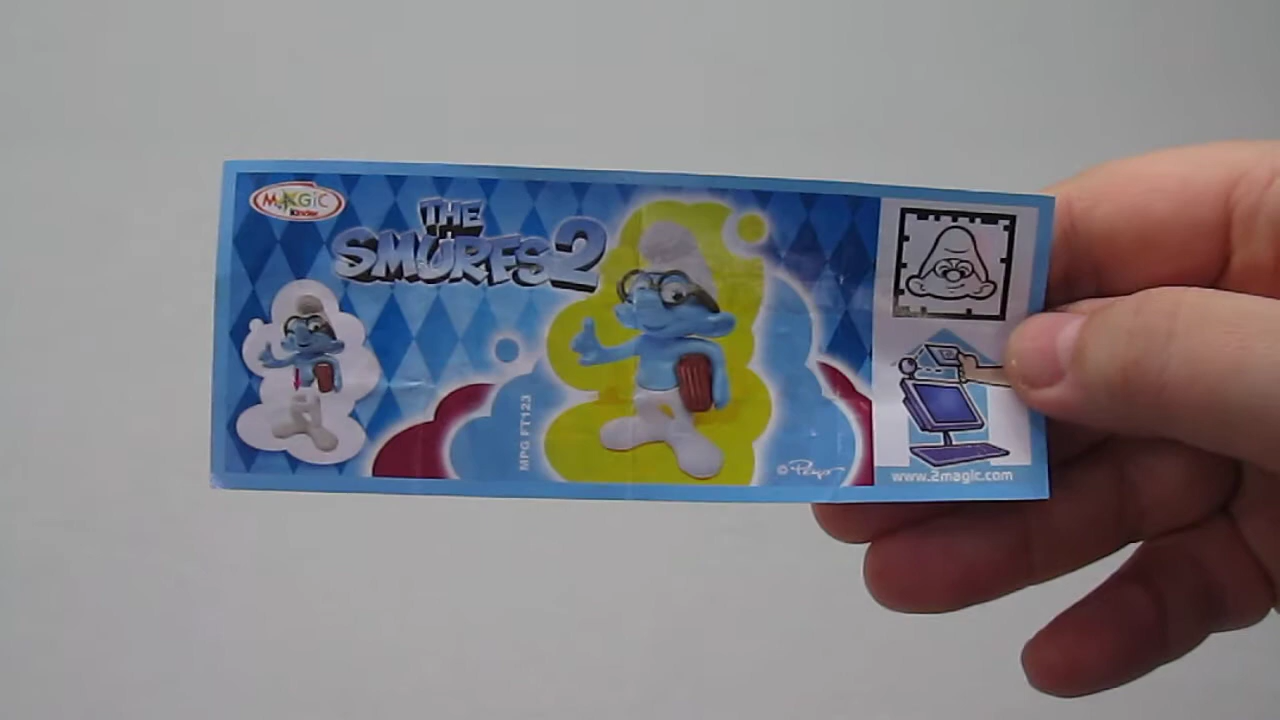 MAGIC
Kinder
THE
SMURFS 2
MPG FT123
© Peyo
www.2magic.com